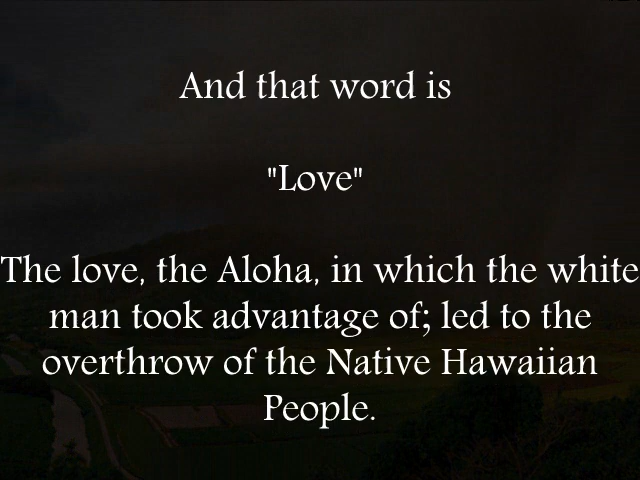 And that word is
"Love"
The love, the Aloha, in which the white
man took advantage of; led to the
overthrow of the Native Hawaiian
People.